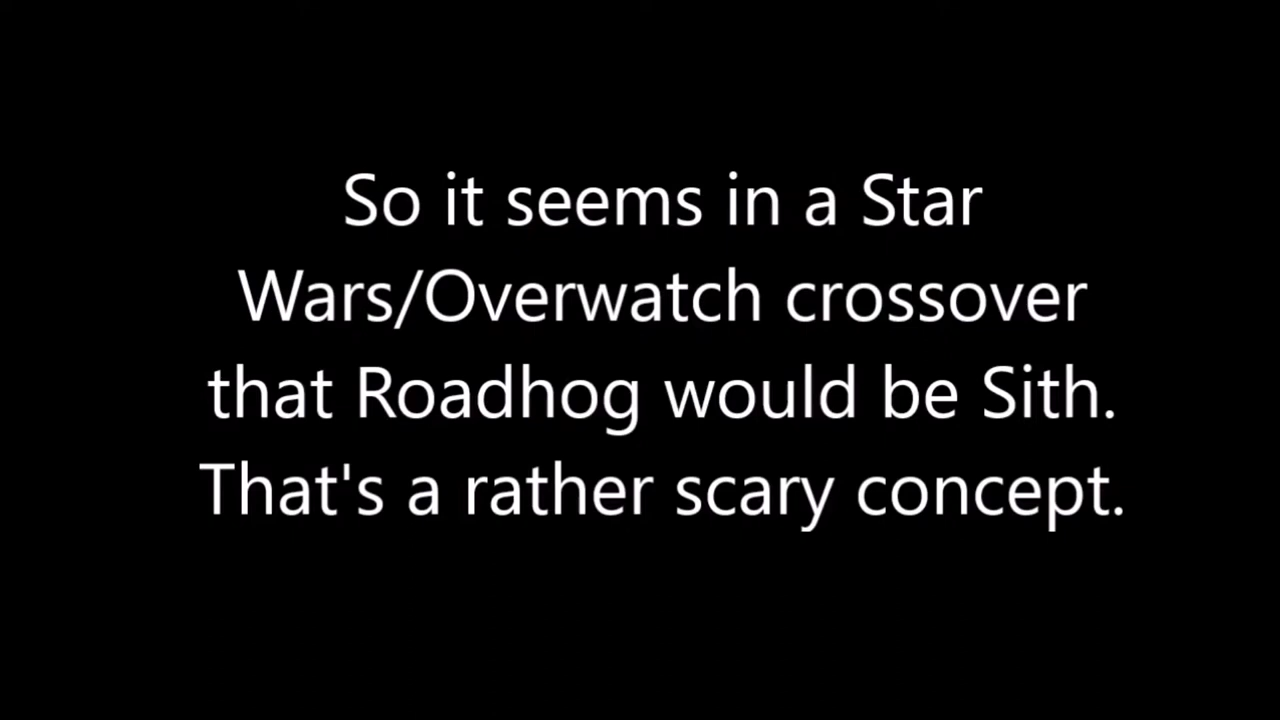 So it seems in a Star
Wars/Overwatch crossover
that Roadhog would be Sith.
That's a rather scary concept.